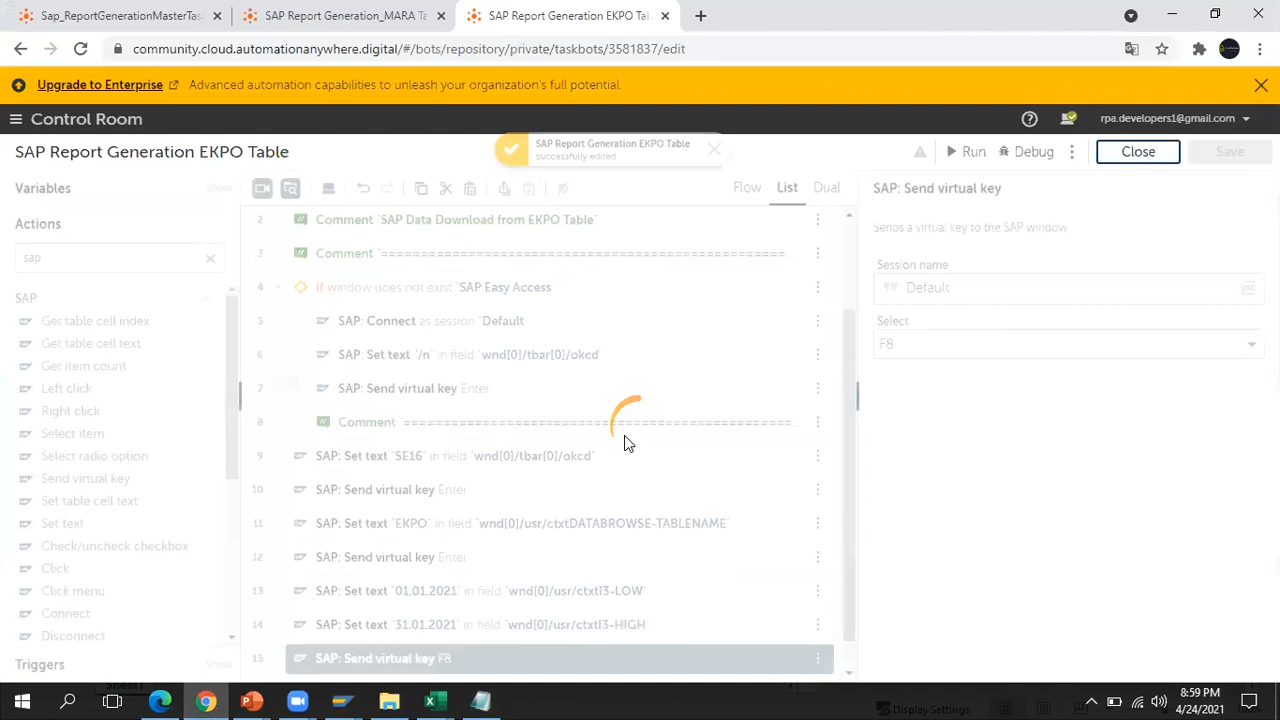 Sap_ReportGenerationMasterTas
SAP Report Generation_MARA Ta
SAP Report Generation EKPO Tab
community.cloud.automationanywhere.digital/#/bots/repository/private/taskbots/3581837/edit
Upgrade to Enterprise Advanced automation capabilities to unleash your organization's full potential.
Control Room
rpa.developers1@gmail.com
SAP Report Generation EKPO Table
SAP Report Generation EKPO Table
successfully edited
Run
Debug
Close
Save
Variables
Show
Flow
List
Dual
Actions
sap
SAP
Get table cell index
Get table cell text
Get item count
Left click
Right click
Select item
Select radio option
Send virtual key
Set table cell text
Set text
Check/uncheck checkbox
Click
Click menu
Connect
Disconnect
Triggers
Show
2 Comment "SAP Data Download from EKPO Table"
3 Comment "==============================================
4 If window does not exist "SAP Easy Access
5 SAP: Connect as session "Default
6 SAP: Set text "/n" in field "wnd[0]/tbar[0]/okcd"
7 SAP: Send virtual key Enter
8 Comment "============================================...
9 SAP: Set text "SE16" in field "wnd[0]/tbar[0]/okcd"
10 SAP: Send virtual key Enter
11 SAP: Set text "EKPO" in field "wnd[0]/usr/ctxtDATABROWSE-TABLENAME"
12 SAP: Send virtual key Enter
13 SAP: Set text "01.01.2021" in field "wnd[0]/usr/ctxtI3-LOW"
14 SAP: Set text "31.01.2021" in field "wnd[0]/usr/ctxtI3-HIGH"
15 SAP: Send virtual key F8
SAP: Send virtual key
Sends a virtual key to the SAP window
Session name
Default
Select
F8
Sheet1
Display Settings
8:59 PM
4/24/2021